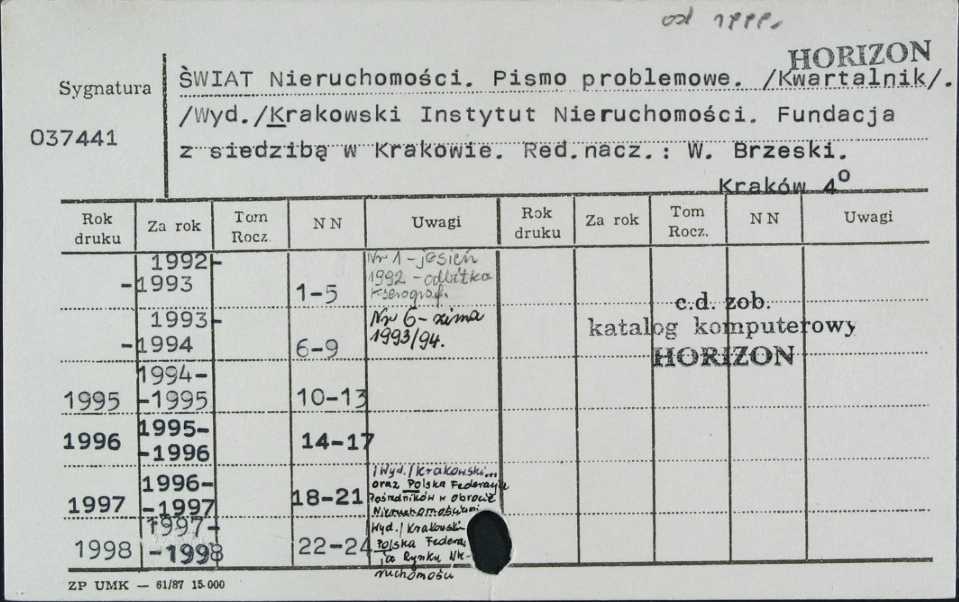 od 1999.
HORIZON
Sygnatura
037441
ŚWIAT Nieruchomości. Pismo problemowe. /Kwartalnik/.
/Wyd./Krakowski Instytut Nieruchomości. Fundacja
z siedzibą w Krakowie. Red.nacz.: W. Brzeski.
Kraków 4°
Rok druku Za rok Tom Rocz. N N Uwagi Rok druku Za rok Tom Rocz. N N Uwagi
1992-
-1993 1-5
Nr 1 - jesień
1992 - odbitka
kserograf.
1993-
-1994 6-9
Nr 6 - zima
1993/94.
c.d. zob.
katalog komputerowy
HORIZON
1994-
1995 -1995 10-13
1995-
1996 -1996 14-17
1996-
1997 -1997 18-21
/Wyd./Krakowski...
oraz Polska Federacja
Pośredników w obrocie
Nieruchomościami
1997-
1998 -1998 22-24
Wyd./Krakowski
Polska
Rynku
ruchomości
ZP UMK — 61/87 15.000